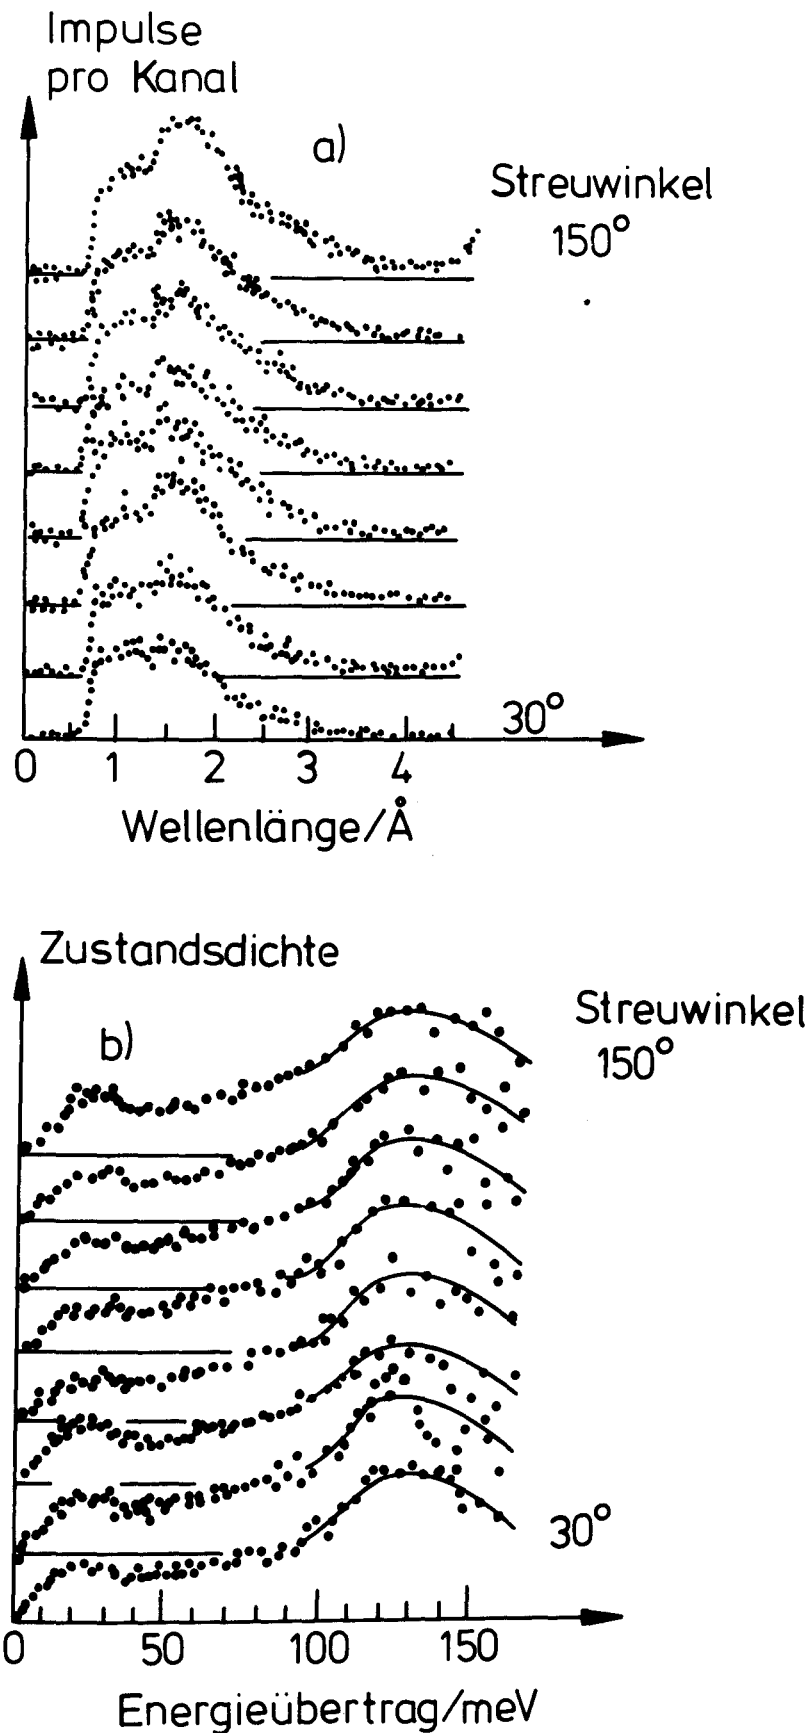 Impulse
pro Kanal
a)
Streuwinkel
150°
30°
0 1 2 3 4
Wellenlänge/Å
Zustandsdichte
b)
Streuwinkel
150°
30°
0 50 100 150
Energieübertrag/meV